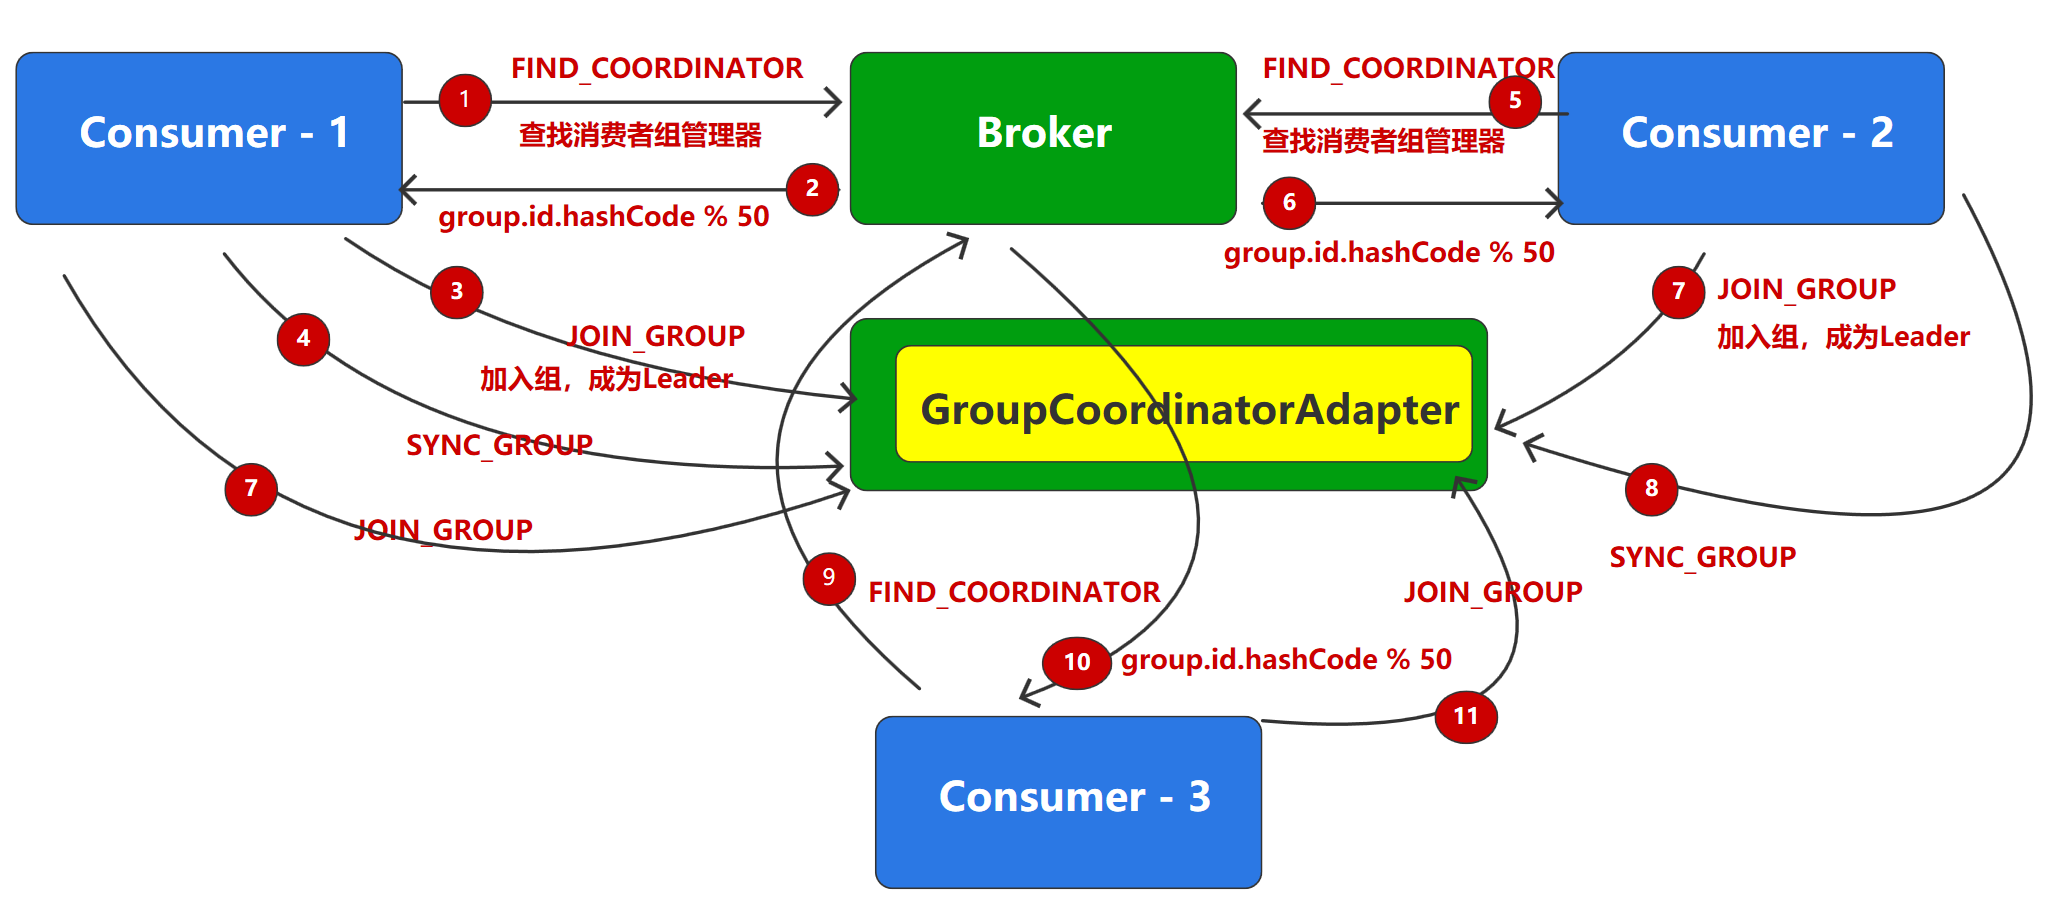 Consumer - 1
1
FIND_COORDINATOR
查找消费者组管理器
2
group.id.hashCode % 50
Broker
FIND_COORDINATOR
5
查找消费者组管理器
6
group.id.hashCode % 50
Consumer - 2
3
JOIN_GROUP
加入组，成为Leader
4
SYNC_GROUP
7
JOIN_GROUP
GroupCoordinatorAdapter
7
JOIN_GROUP
加入组，成为Leader
8
SYNC_GROUP
9
FIND_COORDINATOR
10
group.id.hashCode % 50
JOIN_GROUP
11
Consumer - 3